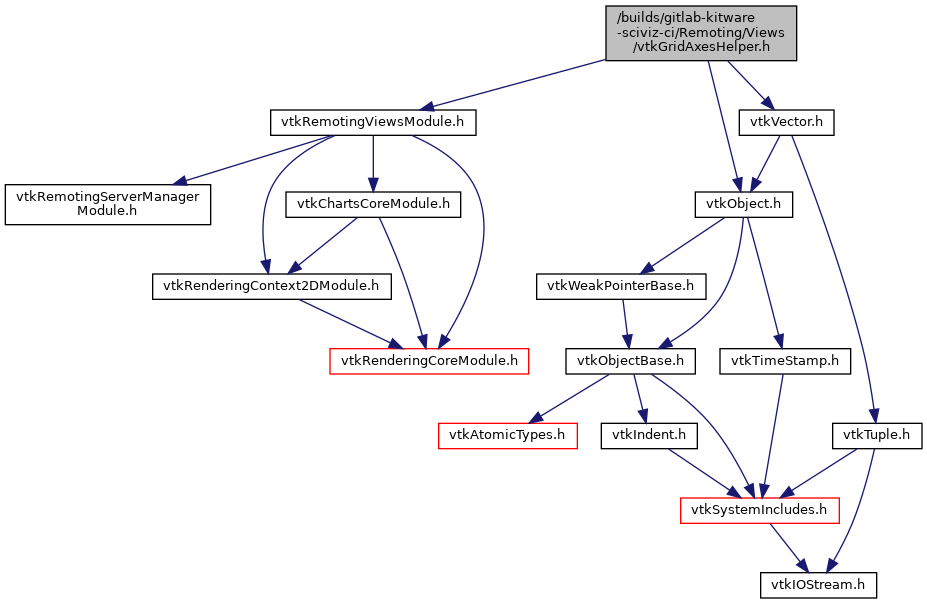 /builds/gitlab-kitware
-sciviz-ci/Remoting/Views
/vtkGridAxesHelper.h
vtkRemotingViewsModule.h
vtkVector.h
vtkRemotingServerManager
Module.h
vtkChartsCoreModule.h
vtkObject.h
vtkRenderingContext2DModule.h
vtkWeakPointerBase.h
vtkRenderingCoreModule.h
vtkObjectBase.h
vtkTimeStamp.h
vtkAtomicTypes.h
vtkIndent.h
vtkTuple.h
vtkSystemIncludes.h
vtkIOStream.h